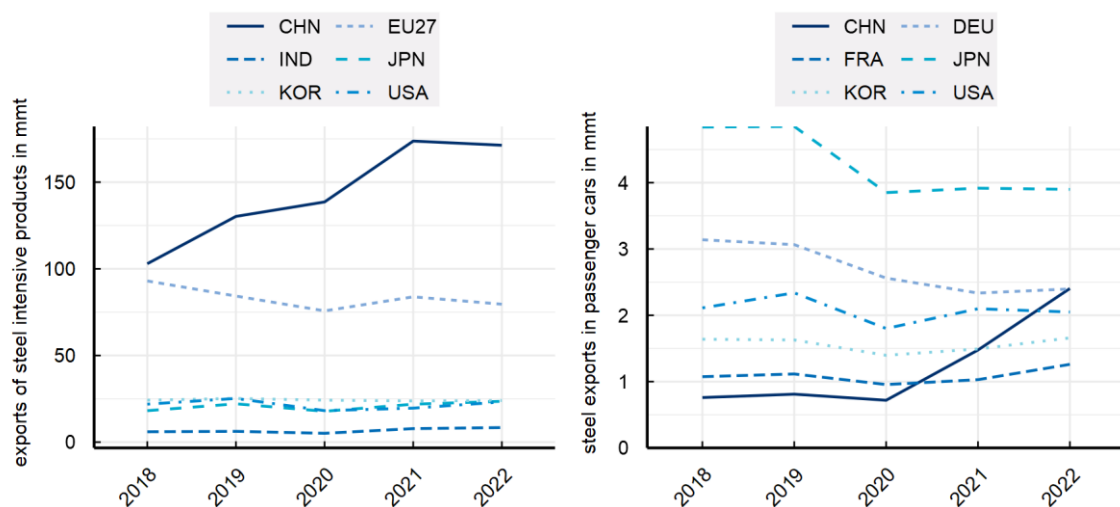 CHN EU27
IND JPN
KOR USA
exports of steel intensive products in mmt
150
100
50
0
2018 2019 2020 2021 2022
CHN DEU
FRA JPN
KOR USA
steel exports in passenger cars in mmt
4
3
2
1
0
2018 2019 2020 2021 2022